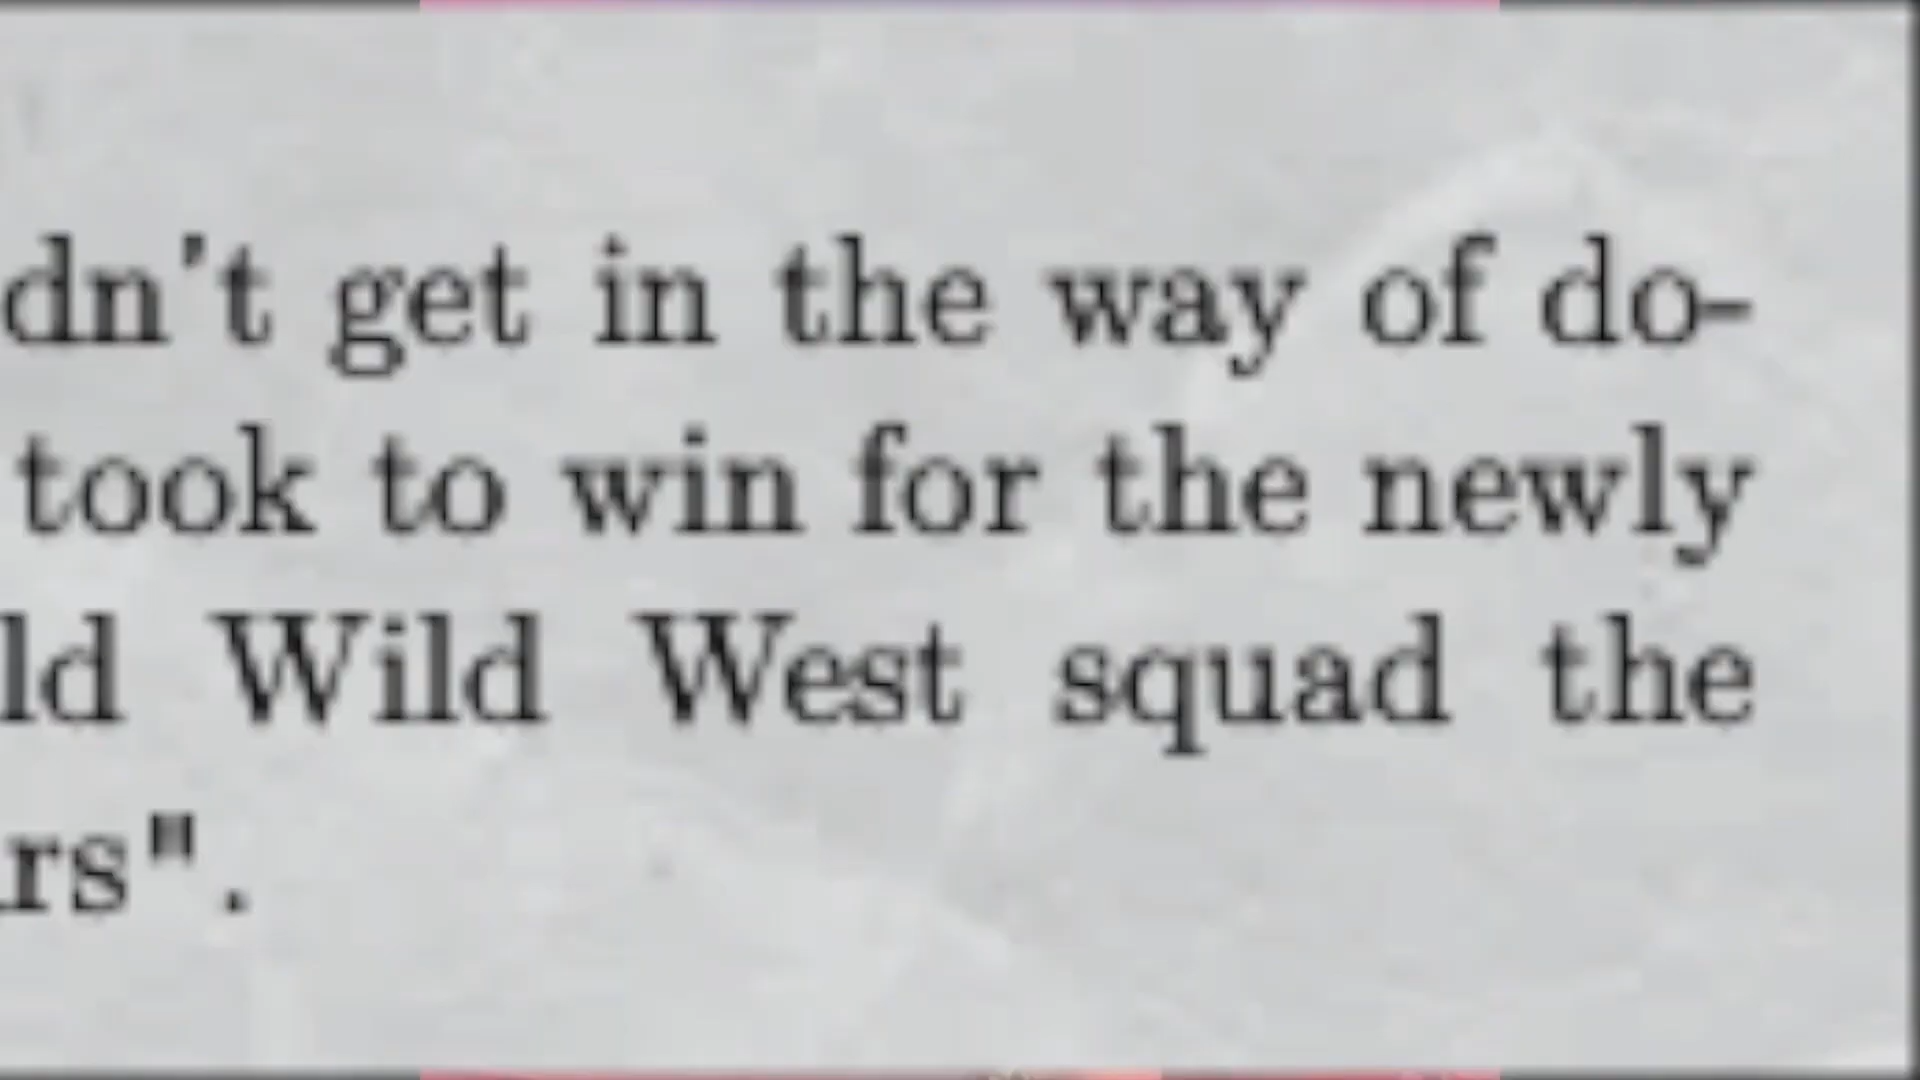 dn't get in the way of do-
took to win for the newly
ld Wild West squad the
rs".